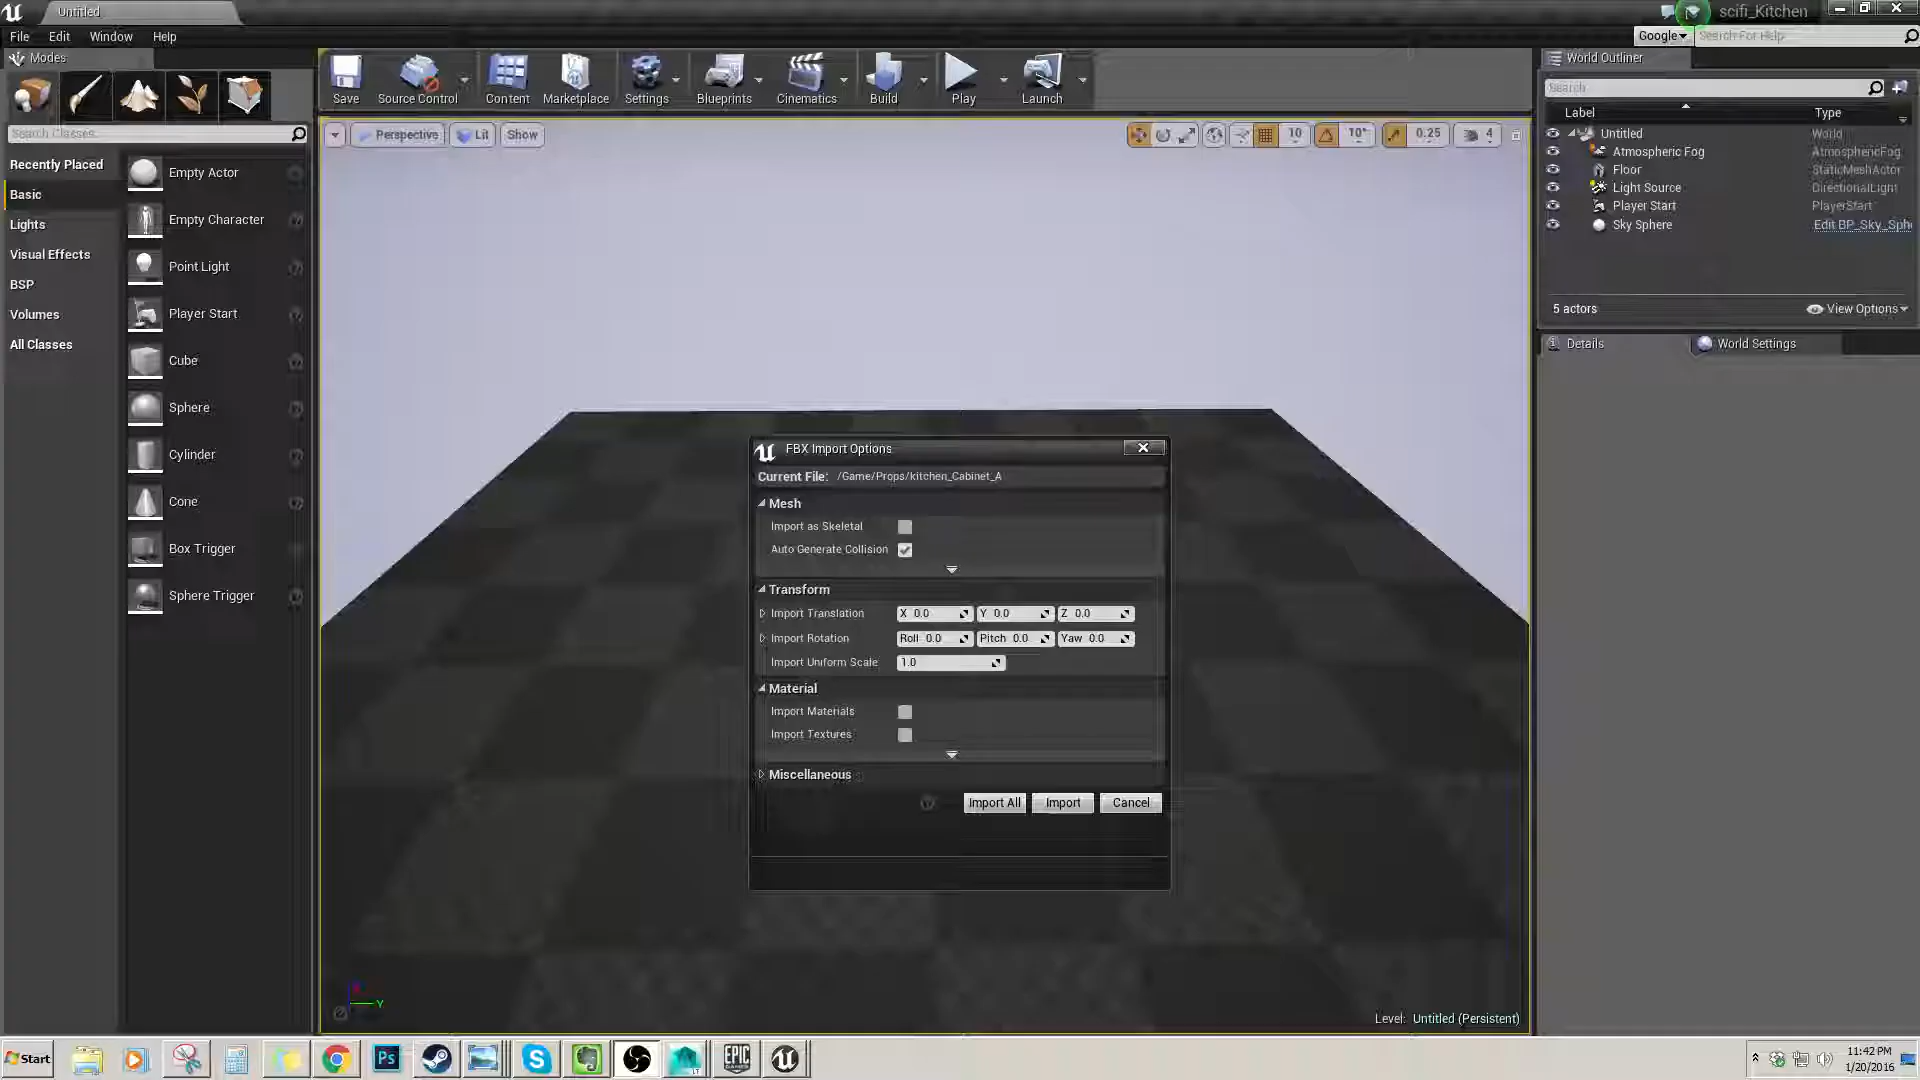 Untitled
scifi_Kitchen
File Edit Window Help
Google Search For Help
Modes
Save Source Control Content Marketplace Settings Blueprints Cinematics Build Play Launch
World Outliner
Search Classes
Search
Perspective Lit Show
10 10° 0.25 4
Label Type
Untitled World
Atmospheric Fog AtmosphericFog
Floor StaticMeshActor
Light Source DirectionalLight
Player Start PlayerStart
Sky Sphere Edit BP_Sky_Sph
5 actors View Options
Details World Settings
Recently Placed
Basic
Lights
Visual Effects
BSP
Volumes
All Classes
Empty Actor
Empty Character
Point Light
Player Start
Cube
Sphere
Cylinder
Cone
Box Trigger
Sphere Trigger
FBX Import Options
Current File: /Game/Props/kitchen_Cabinet_A
Mesh
Import as Skeletal
Auto Generate Collision
Transform
Import Translation X 0.0 Y 0.0 Z 0.0
Import Rotation Roll 0.0 Pitch 0.0 Yaw 0.0
Import Uniform Scale 1.0
Material
Import Materials
Import Textures
Miscellaneous
Import All Import Cancel
Y
Level: Untitled (Persistent)
Start
Ps
LT
EPIC GAMES
11:42 PM
1/20/2016